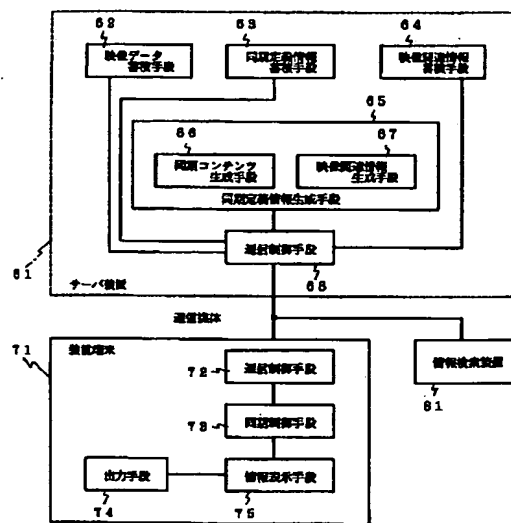 62
63
64
映像データ
蓄積手段
同期定義情報
蓄積手段
映像関連情報
蓄積手段
65
66
67
同期コンテンツ
生成手段
映像関連情報
生成手段
同期定義情報生成手段
通信制御手段
61
68
サーバ装置
通信媒体
71
装置端末
72
通信制御手段
情報検索装置
81
73
同期制御手段
出力手段
情報表示手段
74
75